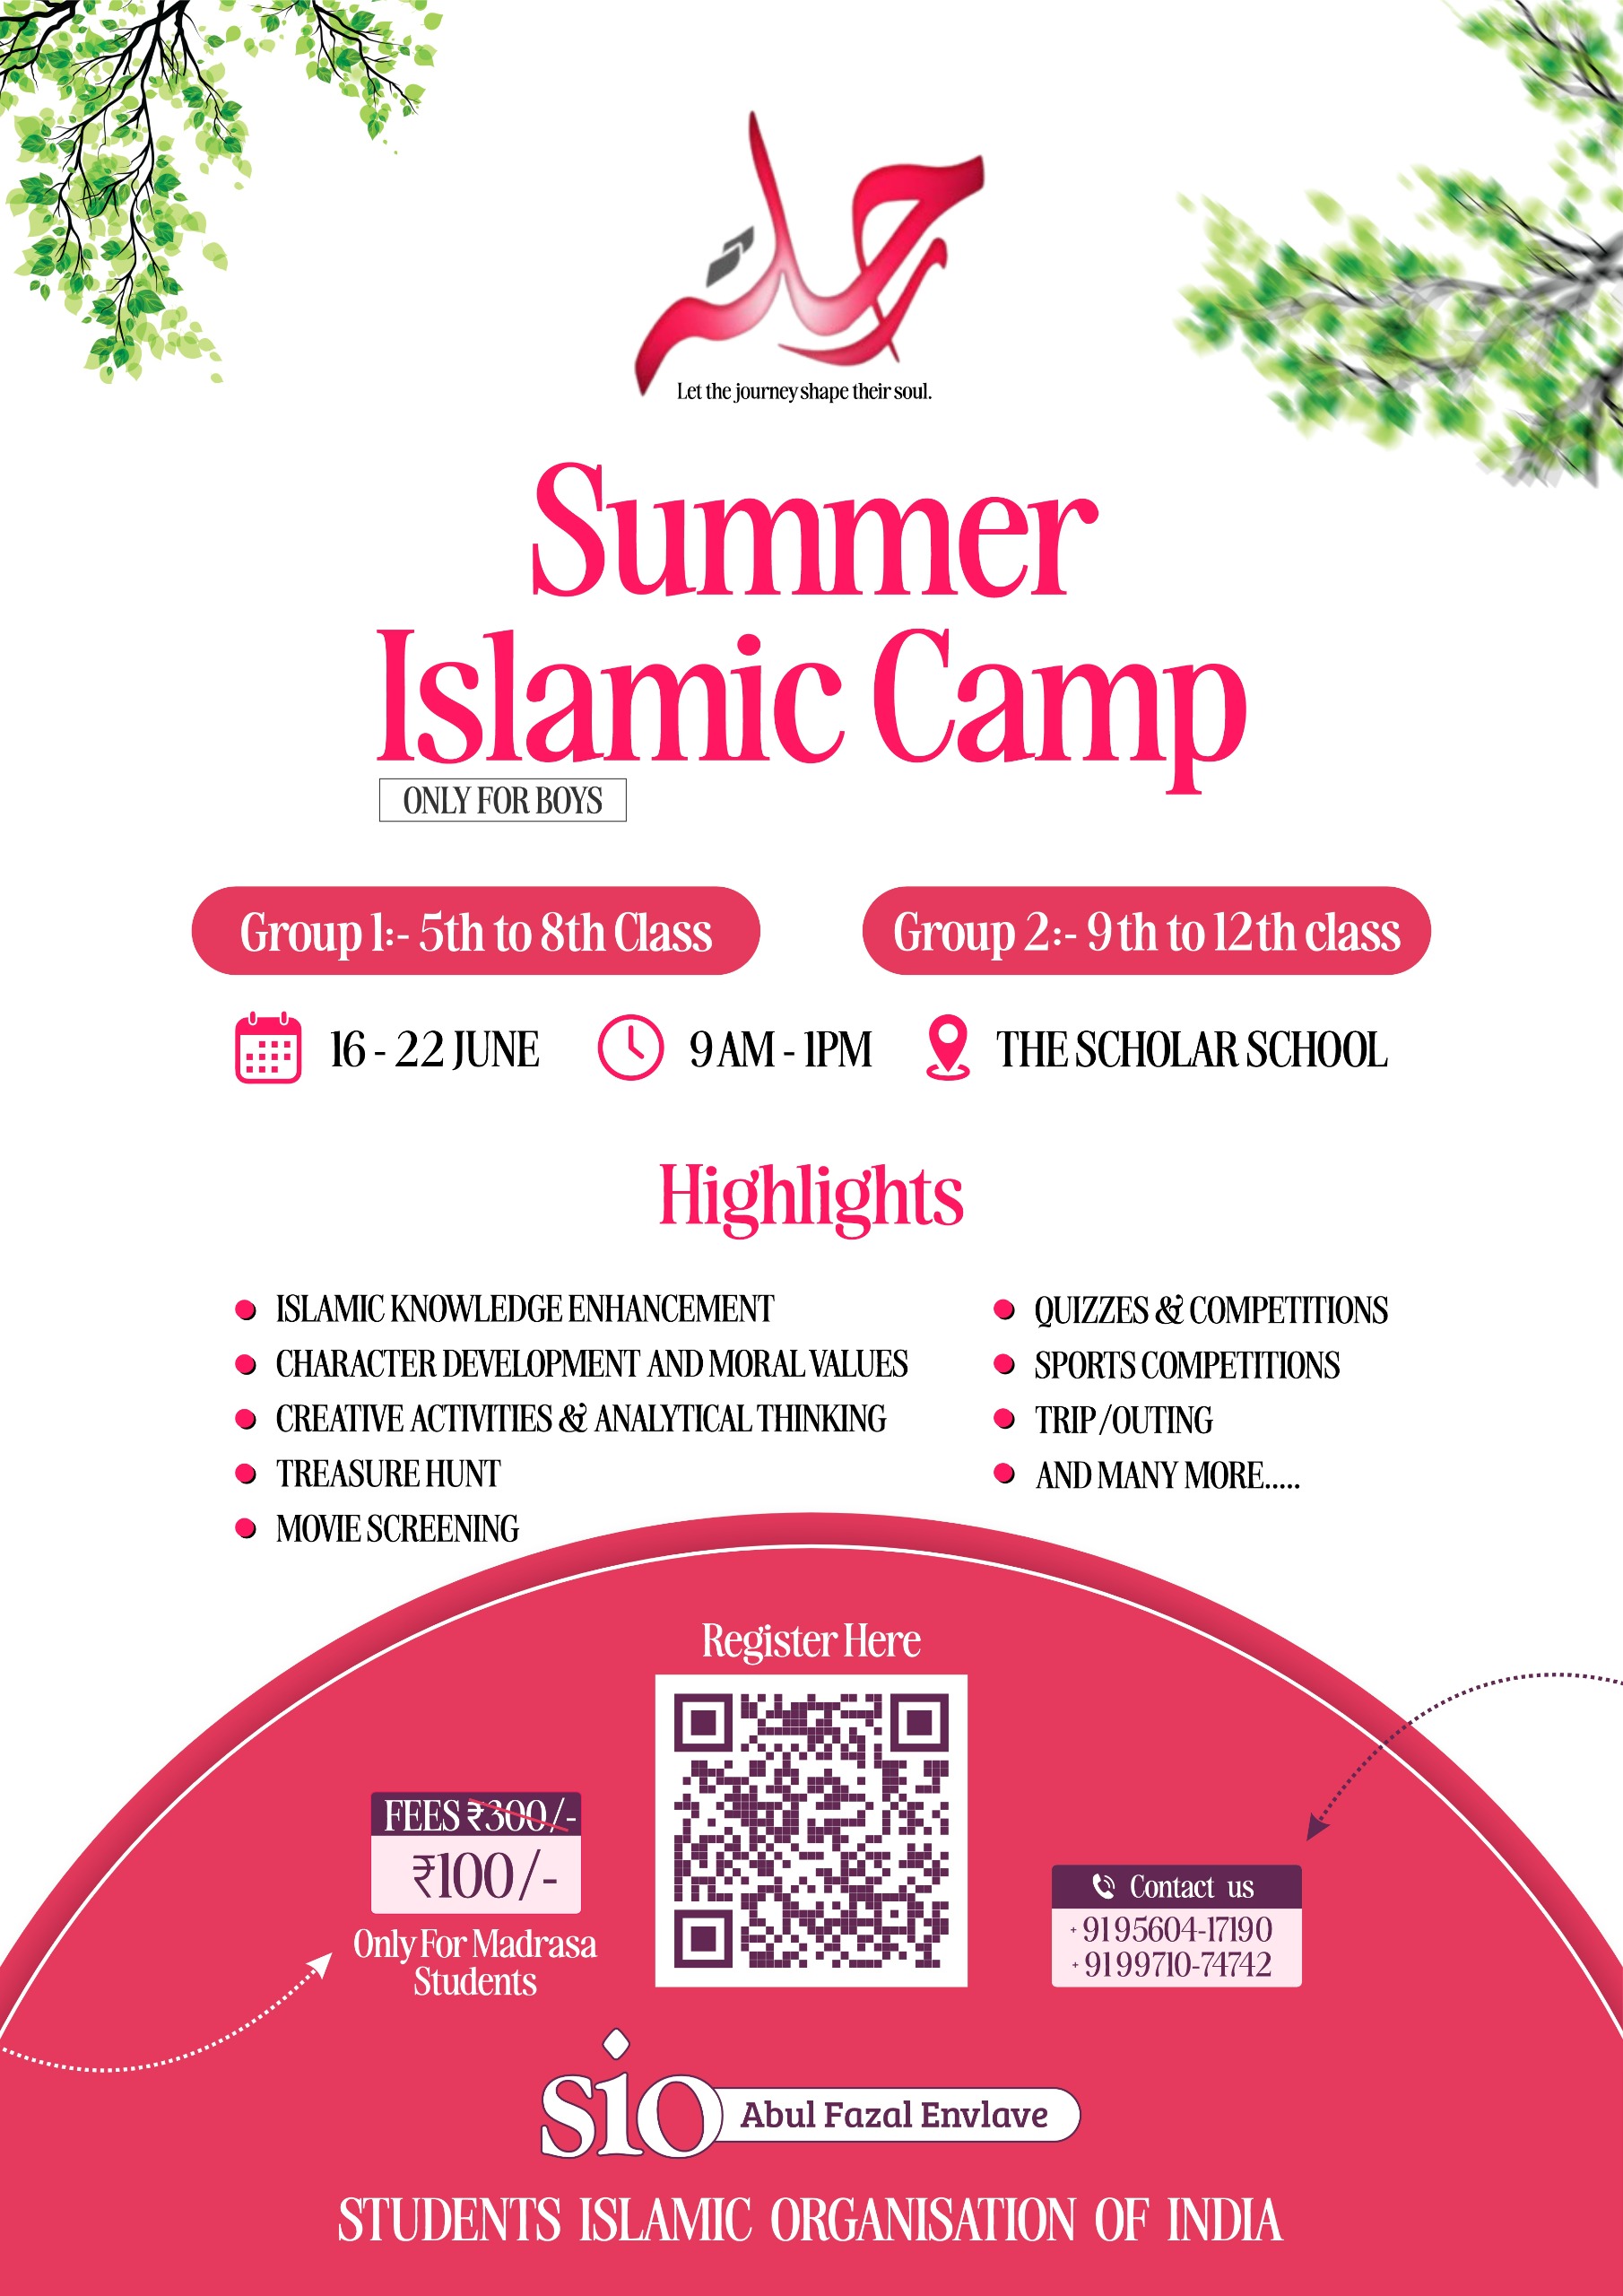 رحلة
Let the journey shape their soul.
Summer
Islamic Camp
ONLY FOR BOYS
Group 1:- 5th to 8th Class
Group 2:- 9th to 12th class
16 - 22 JUNE
9 AM - 1PM
THE SCHOLAR SCHOOL
Highlights
ISLAMIC KNOWLEDGE ENHANCEMENT
CHARACTER DEVELOPMENT AND MORAL VALUES
CREATIVE ACTIVITIES & ANALYTICAL THINKING
TREASURE HUNT
MOVIE SCREENING
QUIZZES & COMPETITIONS
SPORTS COMPETITIONS
TRIP/OUTING
AND MANY MORE.....
Register Here
FEES ₹300/-
₹100/-
Only For Madrasa
Students
Contact us
+9195604-17190
+9199710-74742
sio
Abul Fazal Envlave
STUDENTS ISLAMIC ORGANISATION OF INDIA